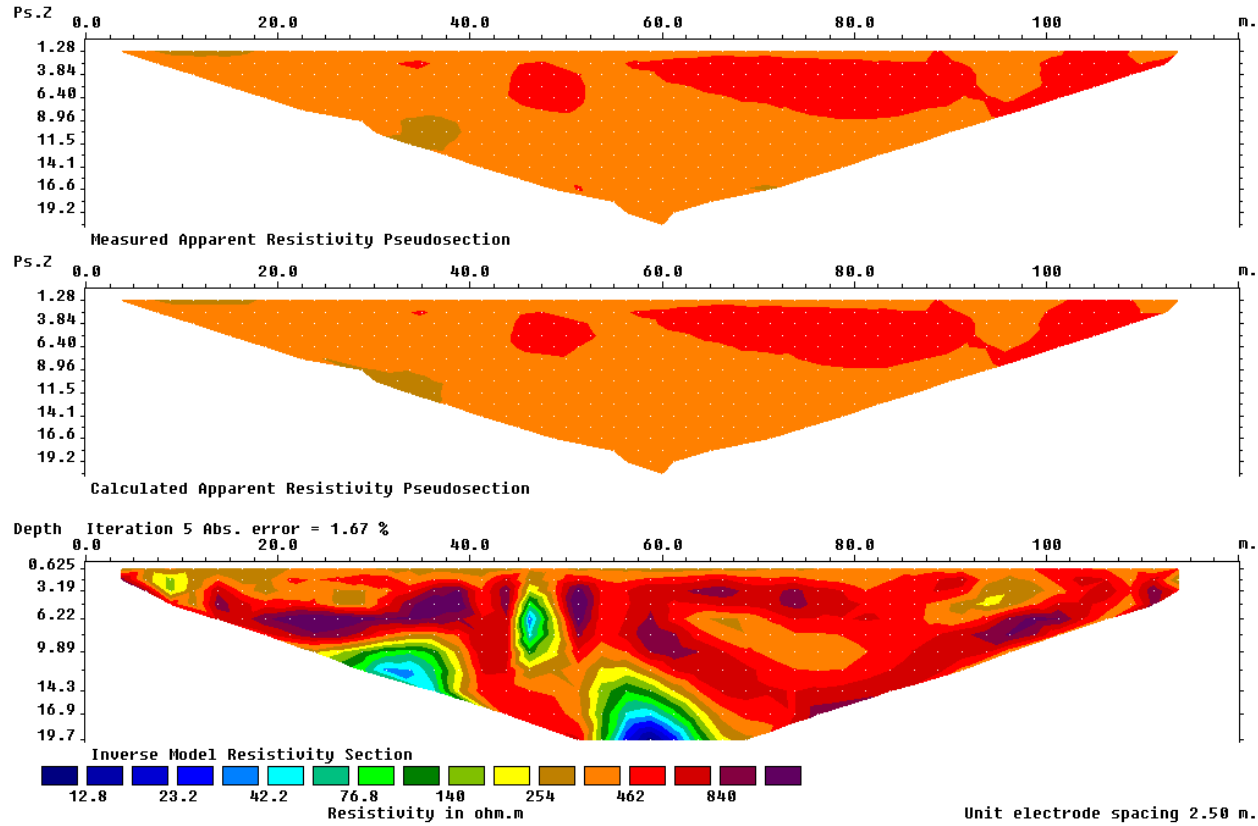 Ps.Z 0.0 20.0 40.0 60.0 80.0 100 m.
1.28
3.84
6.40
8.96
11.5
14.1
16.6
19.2
Measured Apparent Resistivity Pseudosection
Ps.Z 0.0 20.0 40.0 60.0 80.0 100 m.
1.28
3.84
6.40
8.96
11.5
14.1
16.6
19.2
Calculated Apparent Resistivity Pseudosection
Depth Iteration 5 Abs. error = 1.67 %
0.0 20.0 40.0 60.0 80.0 100 m.
0.625
3.19
6.22
9.89
14.3
16.9
19.7
Inverse Model Resistivity Section
12.8 23.2 42.2 76.8 140 254 462 840
Resistivity in ohm.m Unit electrode spacing 2.50 m.